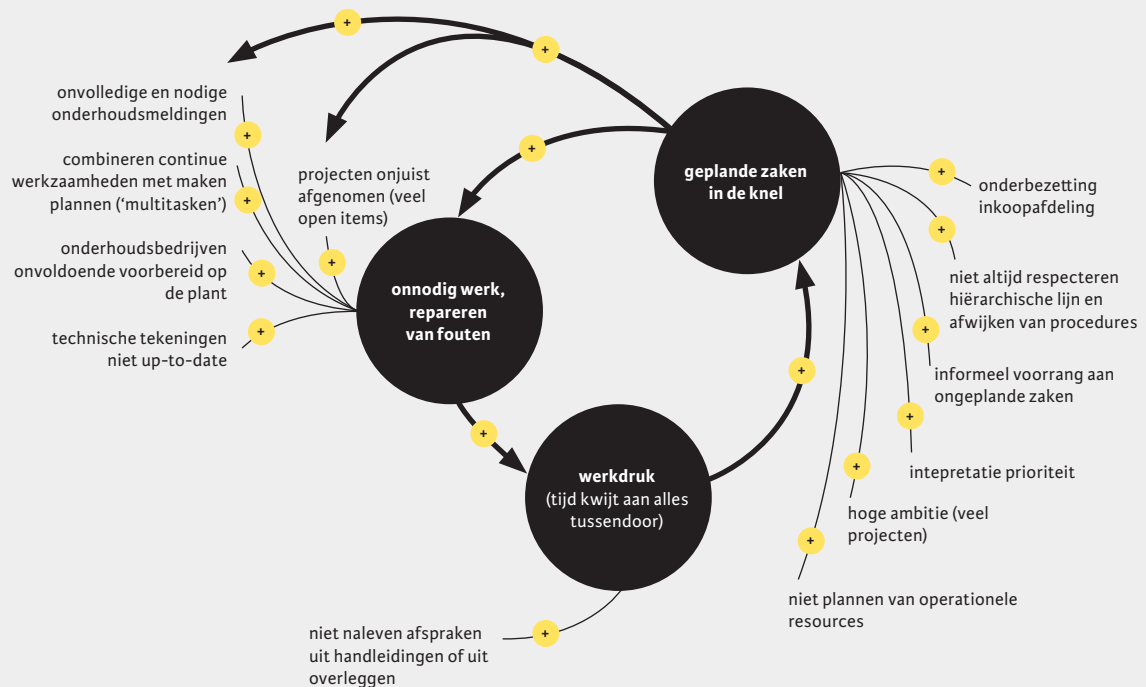 +
+
onvolledige en nodige
onderhoudsmeldingen
+
combineren continue
werkzaamheden met maken
plannen (‘multitasken’)
+
onderhoudsbedrijven
onvoldoende voorbereid op
de plant
+
technische tekeningen
niet up-to-date
+
projecten onjuist
afgenomen (veel
open items)
+
+
onnodig werk,
repareren
van fouten
geplande zaken
in de knel
+
+
werkdruk
(tijd kwijt aan alles
tussendoor)
+
onderbezetting
inkoopafdeling
+
niet altijd respecteren
hiërarchische lijn en
afwijken van procedures
+
informeel voorrang aan
ongeplande zaken
+
intepretatie prioriteit
+
hoge ambitie (veel
projecten)
+
niet plannen van operationele
resources
+
niet naleven afspraken
uit handleidingen of uit
overleggen
+